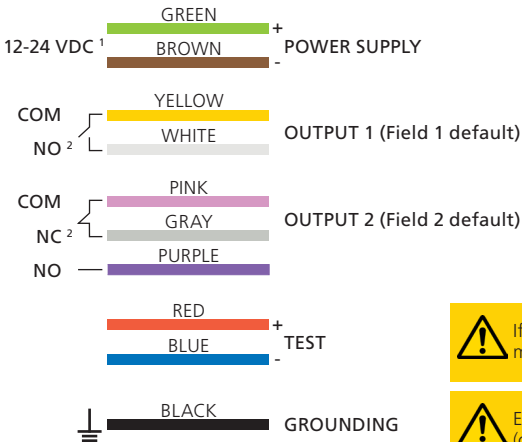 GREEN
12-24 VDC ¹
+
POWER SUPPLY
BROWN
-
YELLOW
COM
OUTPUT 1 (Field 1 default)
WHITE
NO ²
PINK
COM
OUTPUT 2 (Field 2 default)
GRAY
NC ²
PURPLE
NO
RED
+
TEST
BLUE
-
If
BLACK
GROUNDING